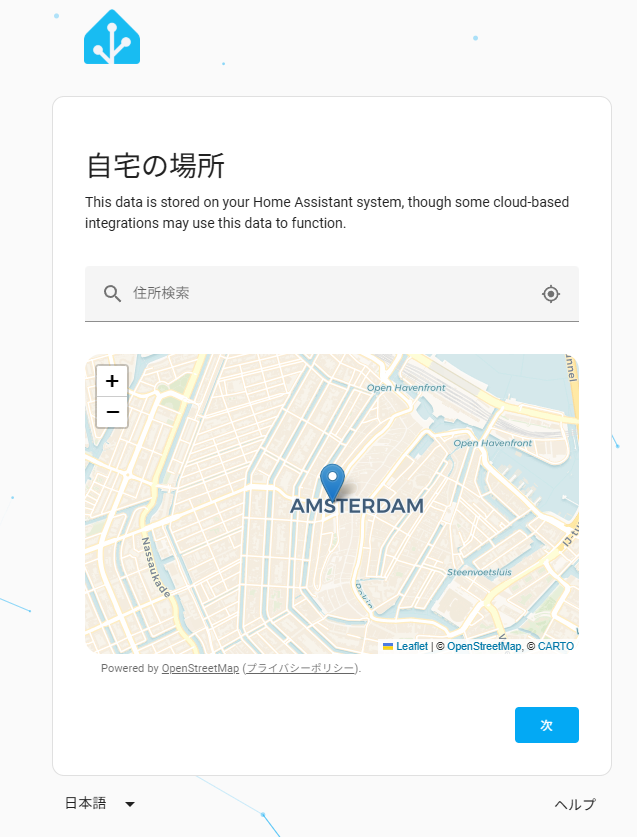 自宅の場所
This data is stored on your Home Assistant system, though some cloud-based
integrations may use this data to function.
住所検索
+
−
Open Havenfront
Open Havenfront
AMSTERDAM
Nassaukade
Steenvoetsluis
Rokin
Leaflet | © OpenStreetMap, © CARTO
Powered by OpenStreetMap (プライバシーポリシー).
次
日本語
ヘルプ